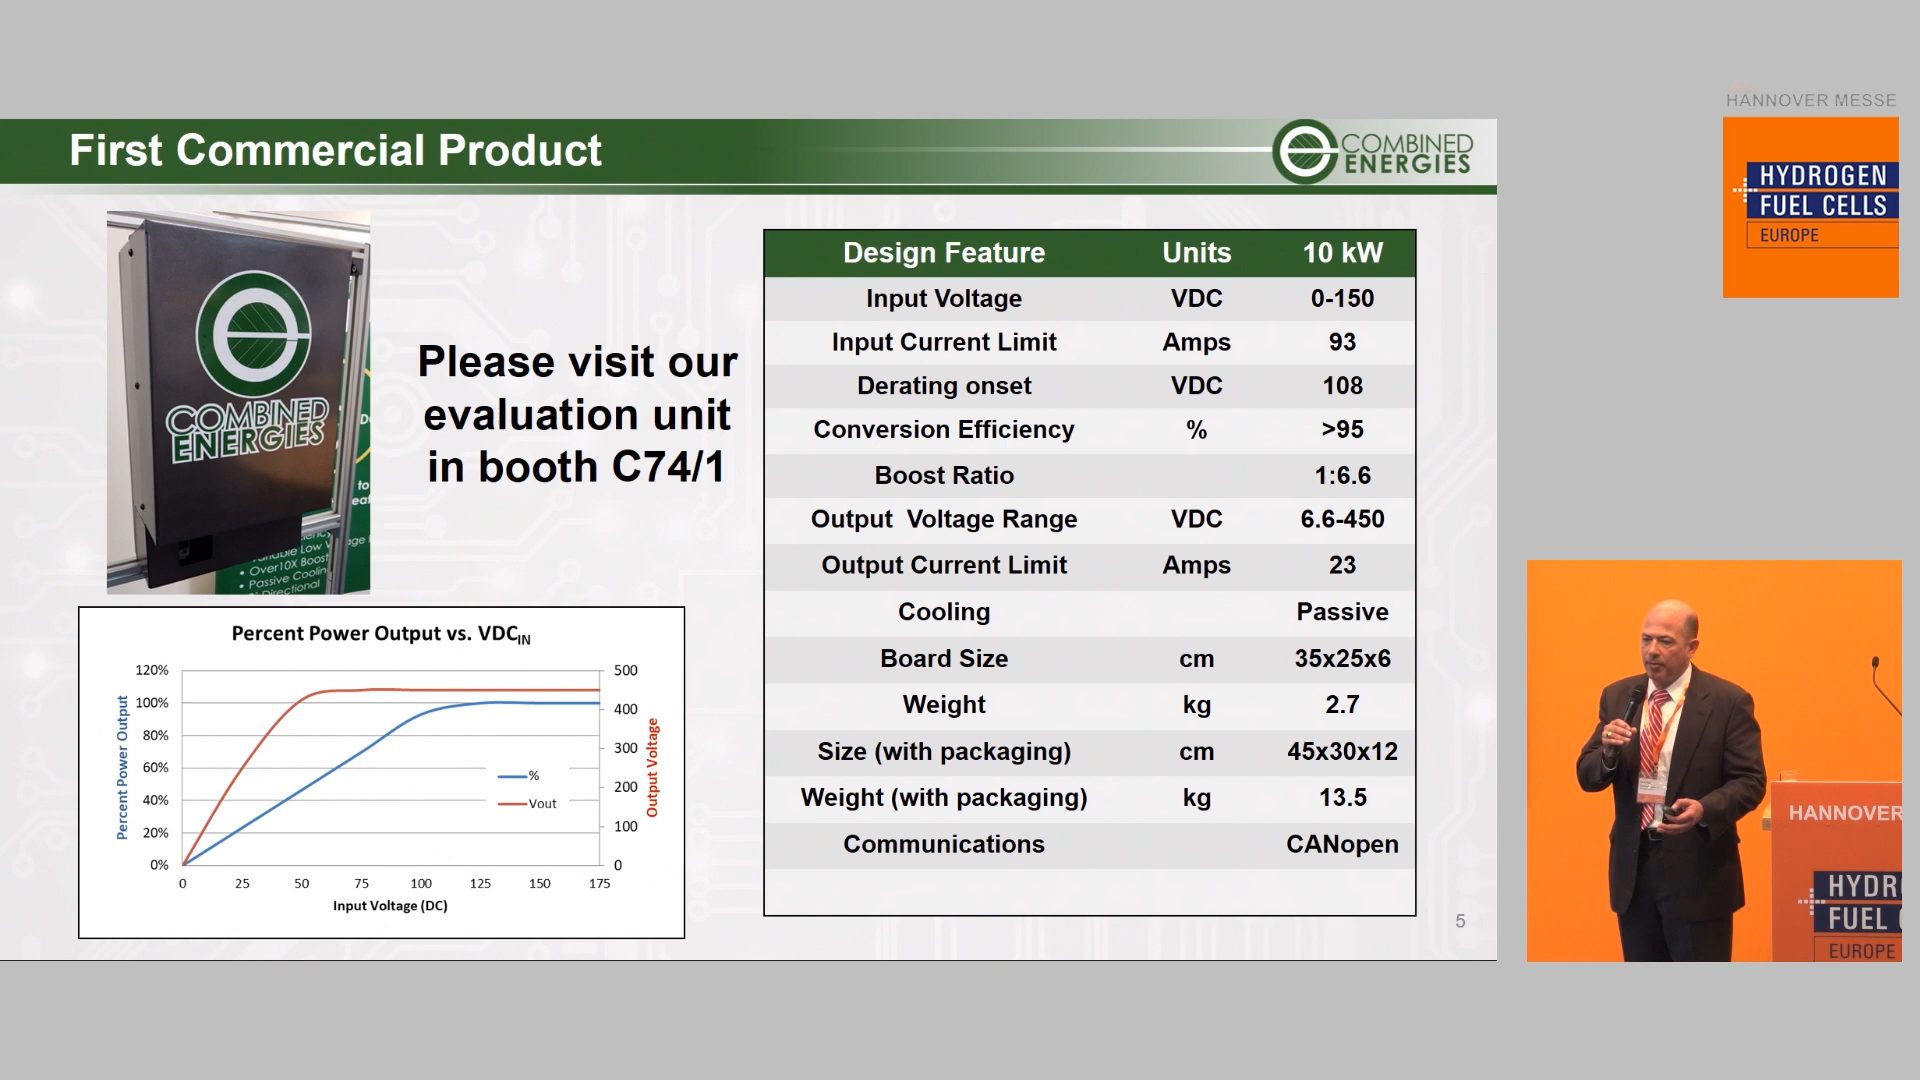 HANNOVER MESSE
HYDROGEN
FUEL CELLS
EUROPE
First Commercial Product
COMBINED
ENERGIES
COMBINED
ENERGIES
• Over10X Boost
• Passive Cooling
Please visit our
evaluation unit
in booth C74/1
Design Feature Units 10 kW
Input Voltage VDC 0-150
Input Current Limit Amps 93
Derating onset VDC 108
Conversion Efficiency % >95
Boost Ratio 1:6.6
Output Voltage Range VDC 6.6-450
Output Current Limit Amps 23
Cooling Passive
Board Size cm 35x25x6
Weight kg 2.7
Size (with packaging) cm 45x30x12
Weight (with packaging) kg 13.5
Communications CANopen
Percent Power Output vs. VDCIN
Percent Power Output
120%
100%
80%
60%
40%
20%
0%
500
400
300
200
100
0
Output Voltage
%
Vout
0 25 50 75 100 125 150 175
Input Voltage (DC)
5
HANNOVER
HYDR
FUEL C
EUROPE